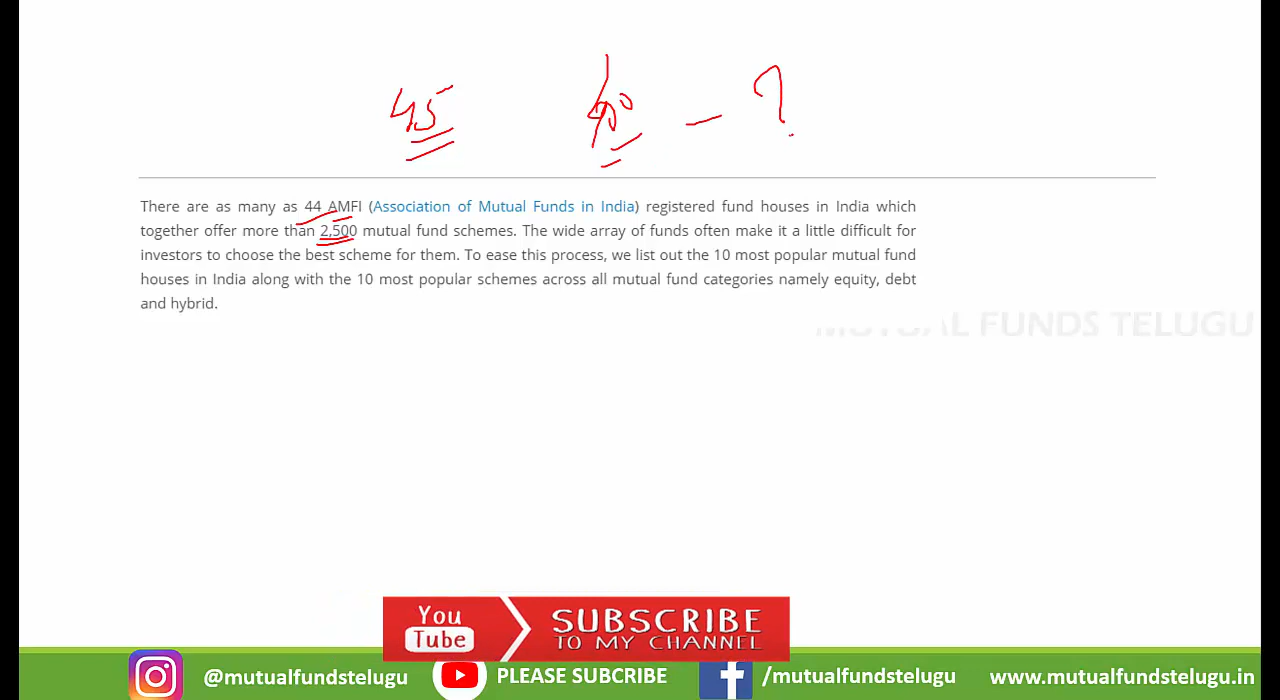 45 –?
There are as many as 44 AMFI (Association of Mutual Funds in India) registered fund houses in India which
together offer more than 2,500 mutual fund schemes. The wide array of funds often make it a little difficult for
investors to choose the best scheme for them. To ease this process, we list out the 10 most popular mutual fund
houses in India along with the 10 most popular schemes across all mutual fund categories namely equity, debt
and hybrid.
MUTUAL FUNDS TELUGU
You
Tube
SUBSCRIBE
TO MY CHANNEL
@mutualfundstelugu PLEASE SUBSCRIBE /mutualfundstelugu www.mutualfundstelugu.in